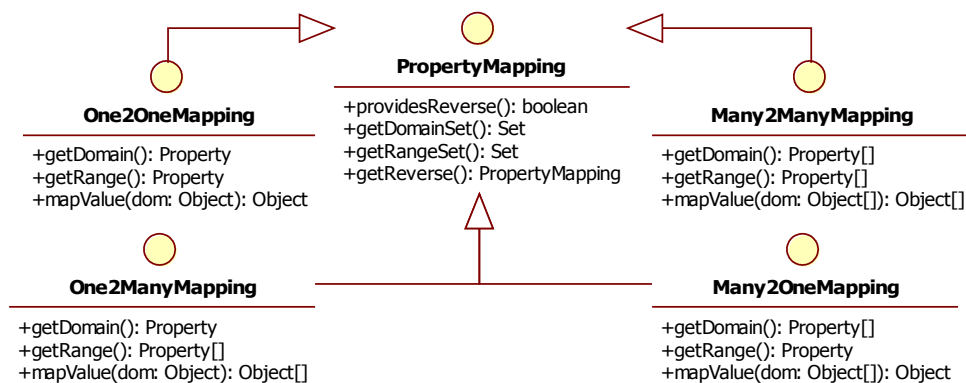 PropertyMapping
+providesReverse(): boolean
+getDomainSet(): Set
+getRangeSet(): Set
+getReverse(): PropertyMapping
One2OneMapping
+getDomain(): Property
+getRange(): Property
+mapValue(dom: Object): Object
Many2ManyMapping
+getDomain(): Property[]
+getRange(): Property[]
+mapValue(dom: Object[]): Object[]
One2ManyMapping
+getDomain(): Property
+getRange(): Property[]
+mapValue(dom: Object): Object[]
Many2OneMapping
+getDomain(): Property[]
+getRange(): Property
+mapValue(dom: Object[]): Object